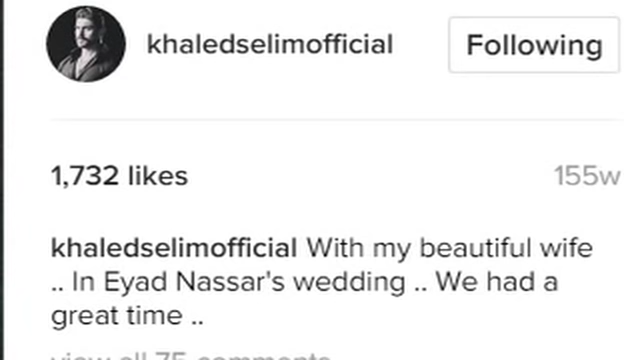 khaledselimofficial
Following
1,732 likes
155w
khaledselimofficial With my beautiful wife
.. In Eyad Nassar's wedding .. We had a
great time ..
view all 75 comments